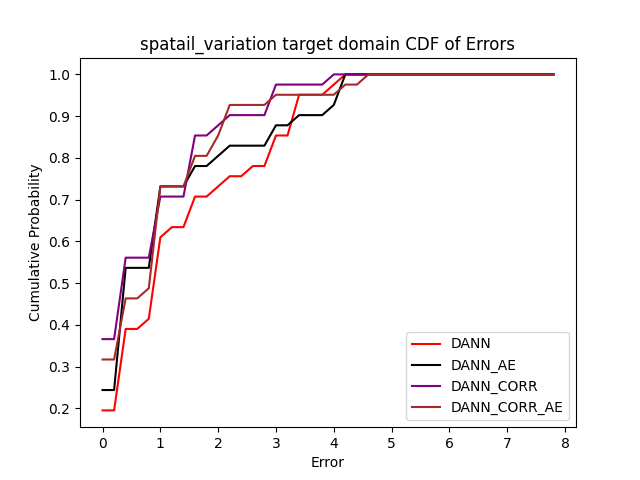 spatail_variation target domain CDF of Errors
Cumulative Probability
1.0
0.9
0.8
0.7
0.6
0.5
0.4
0.3
0.2
DANN
DANN_AE
DANN_CORR
DANN_CORR_AE
0 1 2 3 4 5 6 7 8
Error